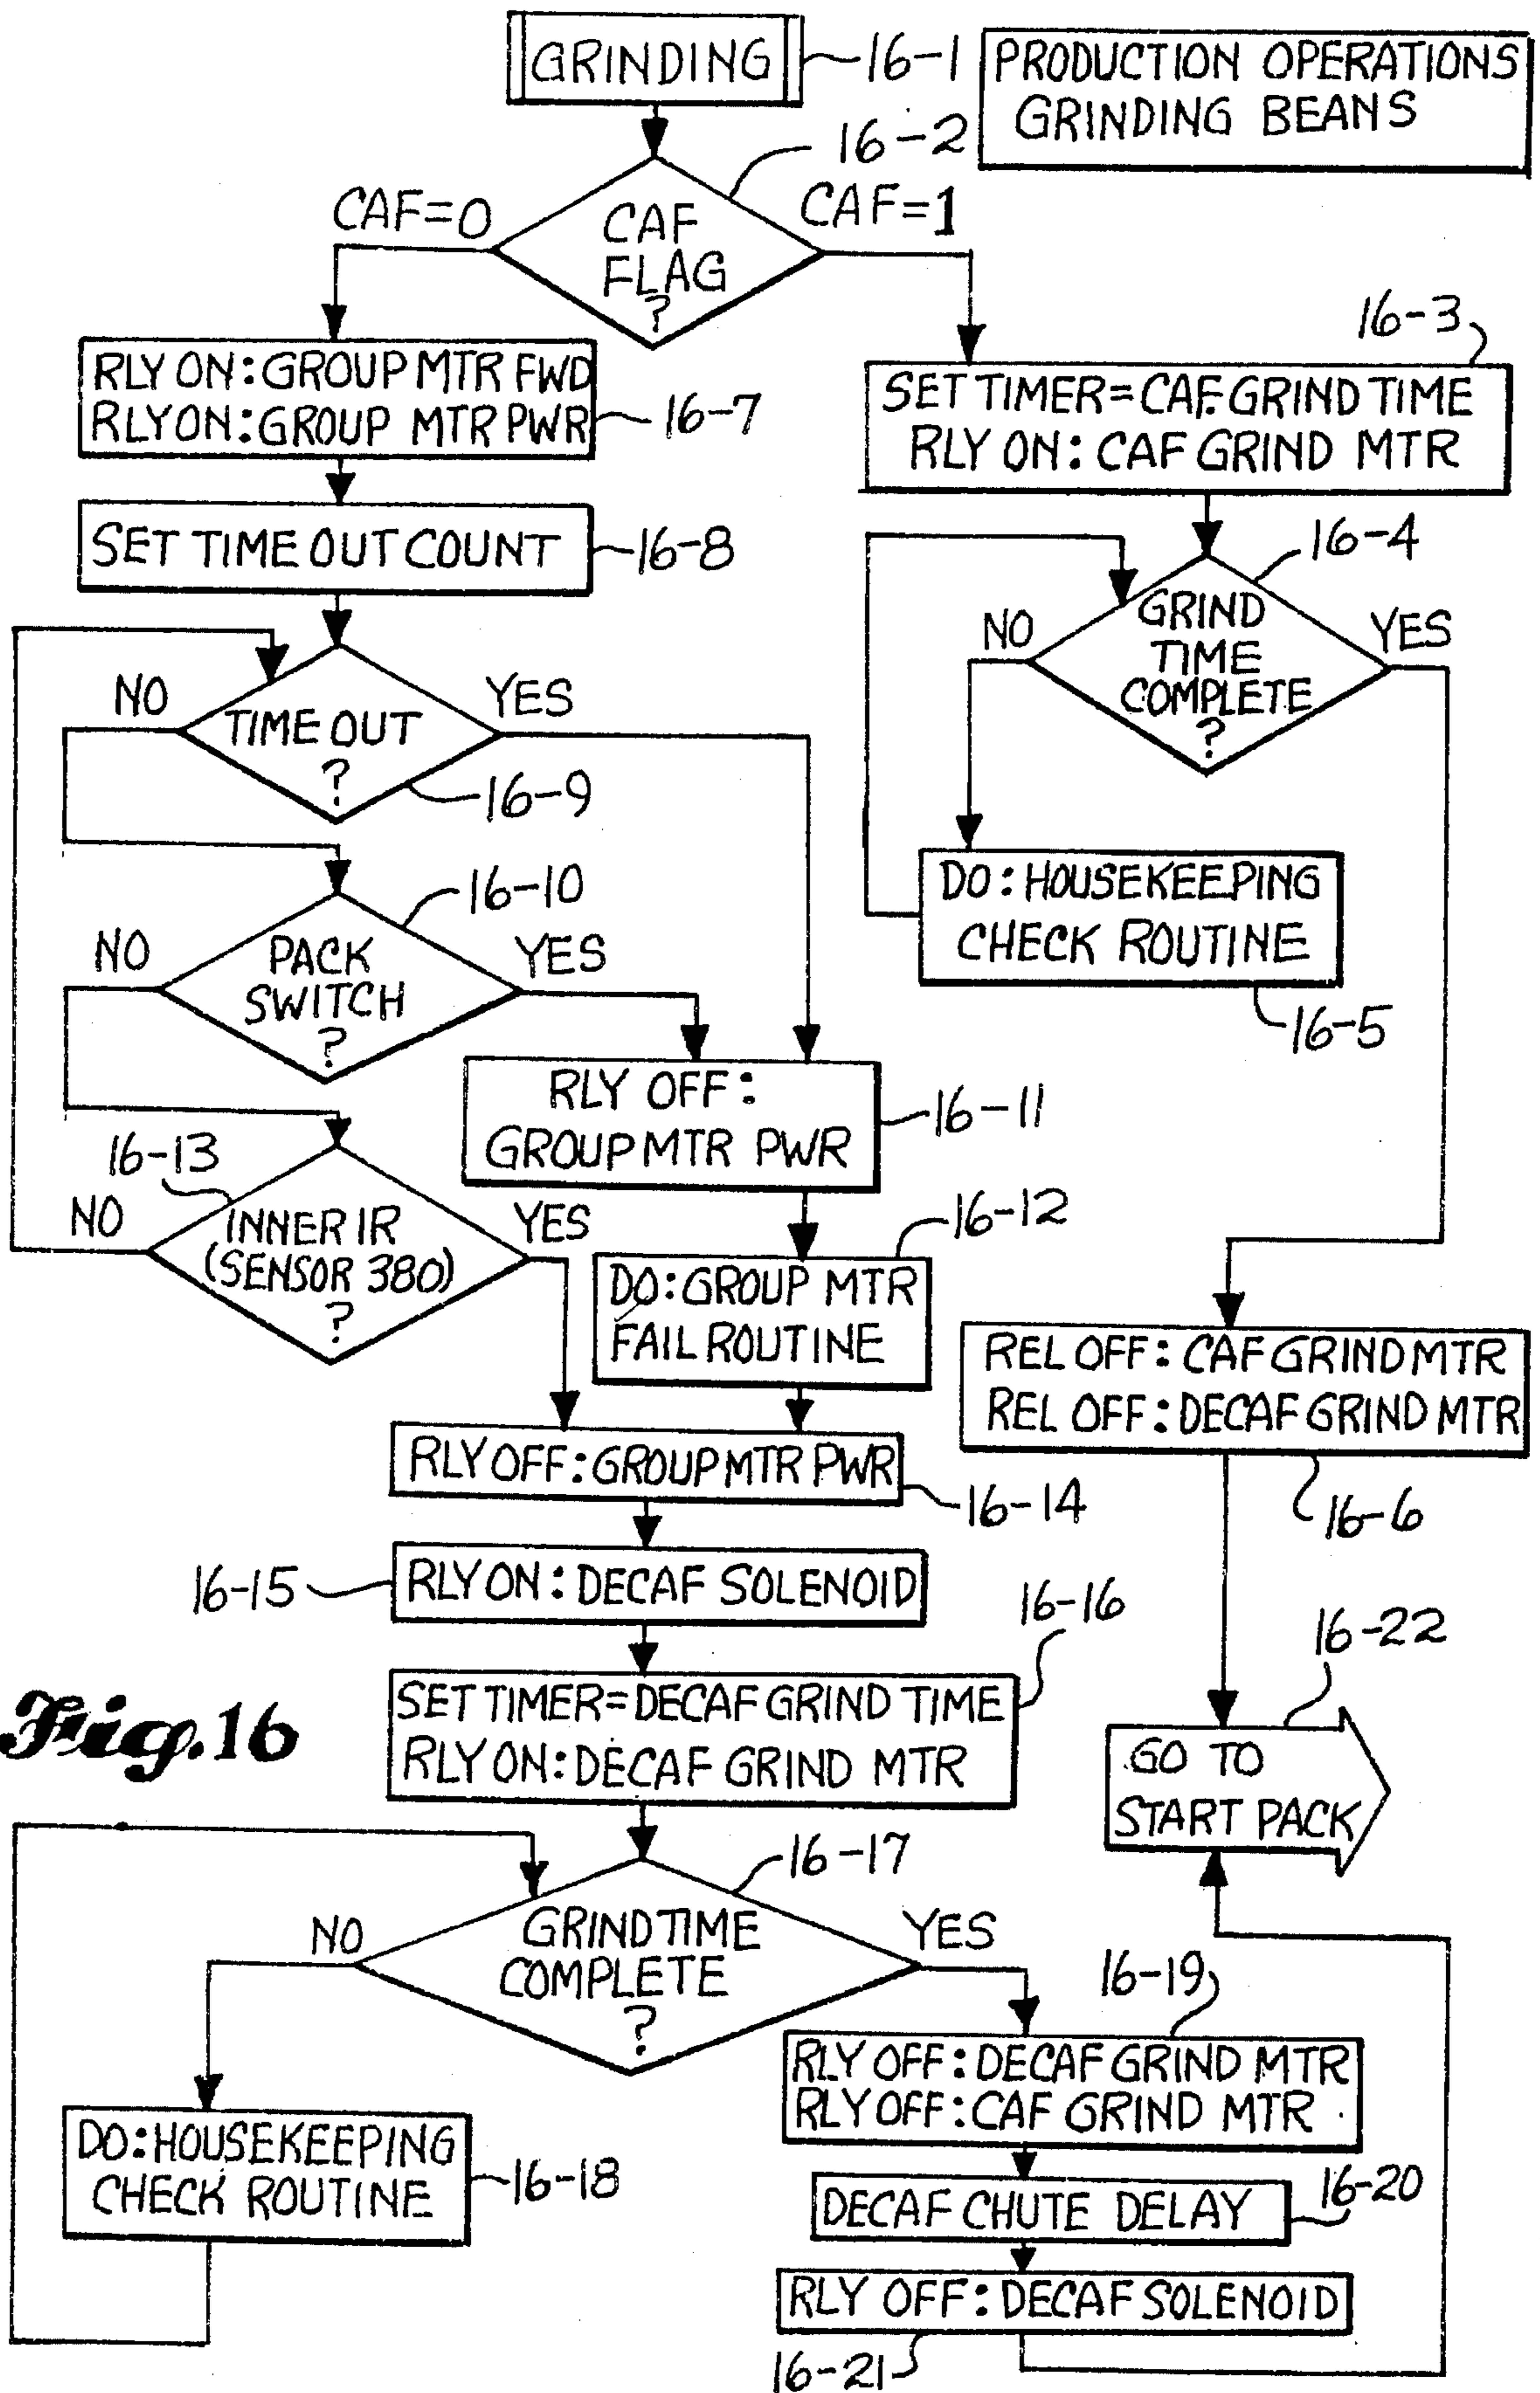 GRINDING
16-1
PRODUCTION OPERATIONS
GRINDING BEANS
16-2
CAF=0
CAF
FLAG
?
CAF=1
16-3
RLY ON: GROUP MTR FWD
RLY ON: GROUP MTR PWR
16-7
SET TIMER=CAF. GRIND TIME
RLY ON: CAF GRIND MTR
SET TIME OUT COUNT
16-8
16-4
NO
GRIND
TIME
COMPLETE
?
YES
NO
TIME OUT
?
YES
16-9
DO: HOUSEKEEPING
CHECK ROUTINE
16-5
16-10
NO
PACK
SWITCH
?
YES
RLY OFF:
GROUP MTR PWR
16-11
16-13
NO
INNER IR
(SENSOR 380)
?
YES
16-12
DO: GROUP MTR
FAIL ROUTINE
REL OFF: CAF GRIND MTR
REL OFF: DECAF GRIND MTR
16-6
RLY OFF: GROUP MTR PWR
16-14
16-15
RLY ON: DECAF SOLENOID
16-16
SET TIMER=DECAF GRIND TIME
RLY ON: DECAF GRIND MTR
16-22
GO TO
START PACK
Fig. 16
16-17
NO
GRIND TIME
COMPLETE
?
YES
16-19
RLY OFF: DECAF GRIND MTR
RLY OFF: CAF GRIND MTR
DO: HOUSEKEEPING
CHECK ROUTINE
16-18
DECAF CHUTE DELAY
16-20
RLY OFF: DECAF SOLENOID
16-21